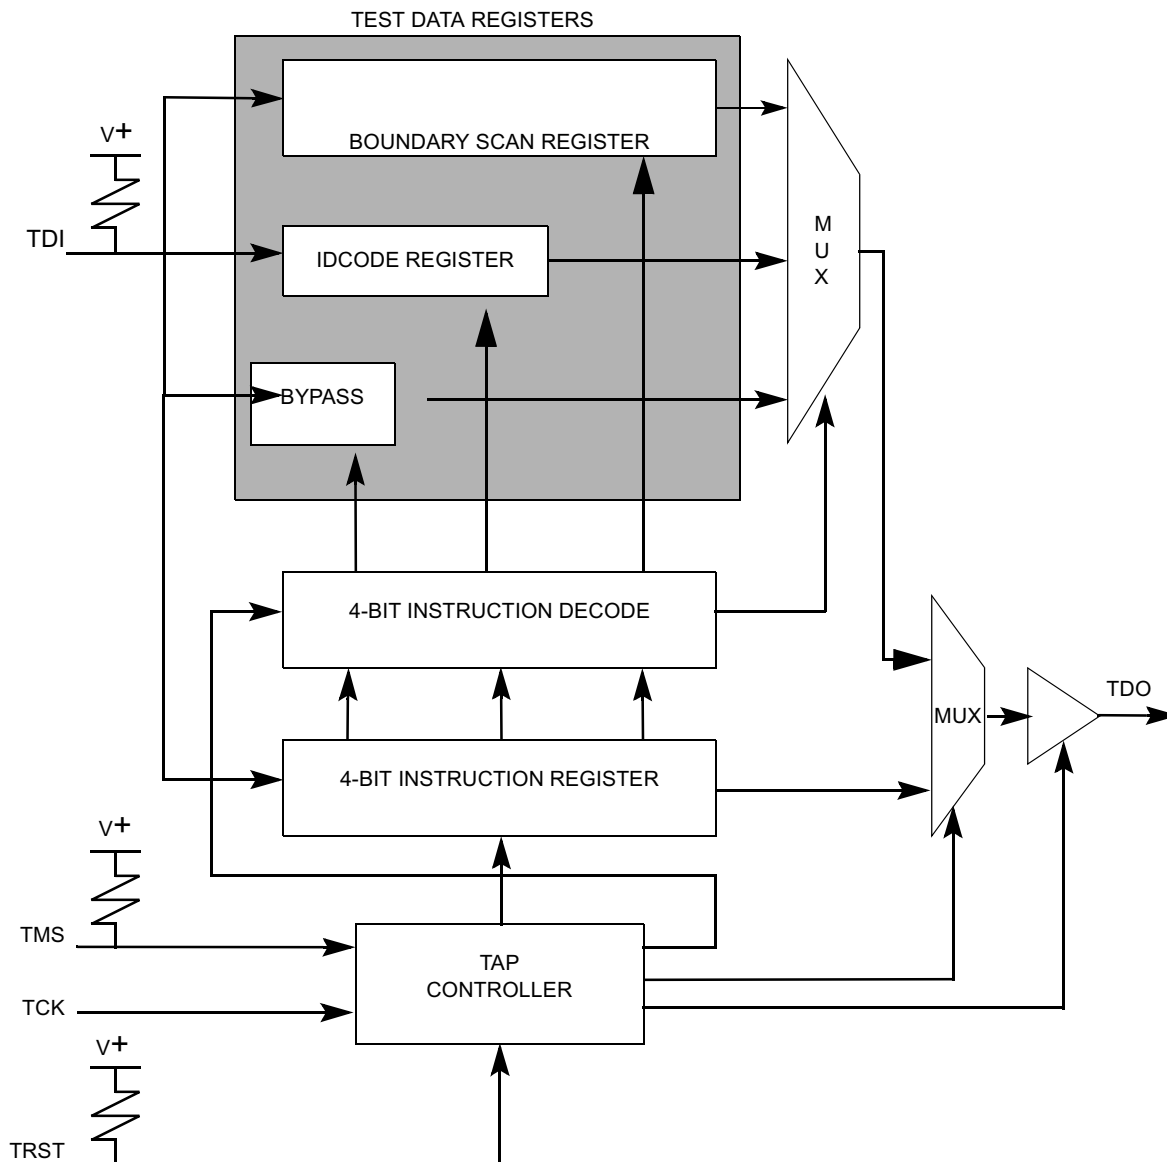 TEST DATA REGISTERS
BOUNDARY SCAN REGISTER
V+
TDI
IDCODE REGISTER
M
U
X
BYPASS
4-BIT INSTRUCTION DECODE
TDO
MUX
4-BIT INSTRUCTION REGISTER
V+
TMS
TAP
CONTROLLER
TCK
V+
TRST